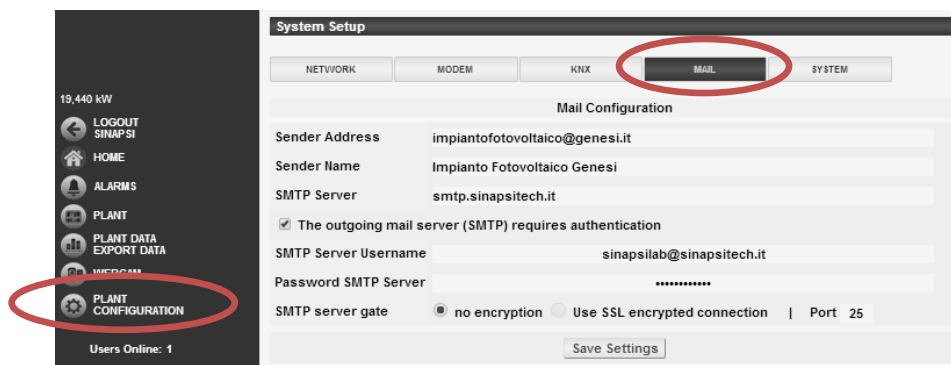 System Setup
NETWORK MODEM KNX MAIL SYSTEM
19,440 kW
LOGOUT
SINAPSI
HOME
ALARMS
PLANT
PLANT DATA
EXPORT DATA
WEBCAM
PLANT
CONFIGURATION
Users Online: 1
Mail Configuration
Sender Address impiantofotovoltaico@genesi.it
Sender Name Impianto Fotovoltaico Genesi
SMTP Server smtp.sinapsitech.it
The outgoing mail server (SMTP) requires authentication
SMTP Server Username sinapsilab@sinapsitech.it
Password SMTP Server ••••••••••••
SMTP server gate no encryption Use SSL encrypted connection | Port 25
Save Settings